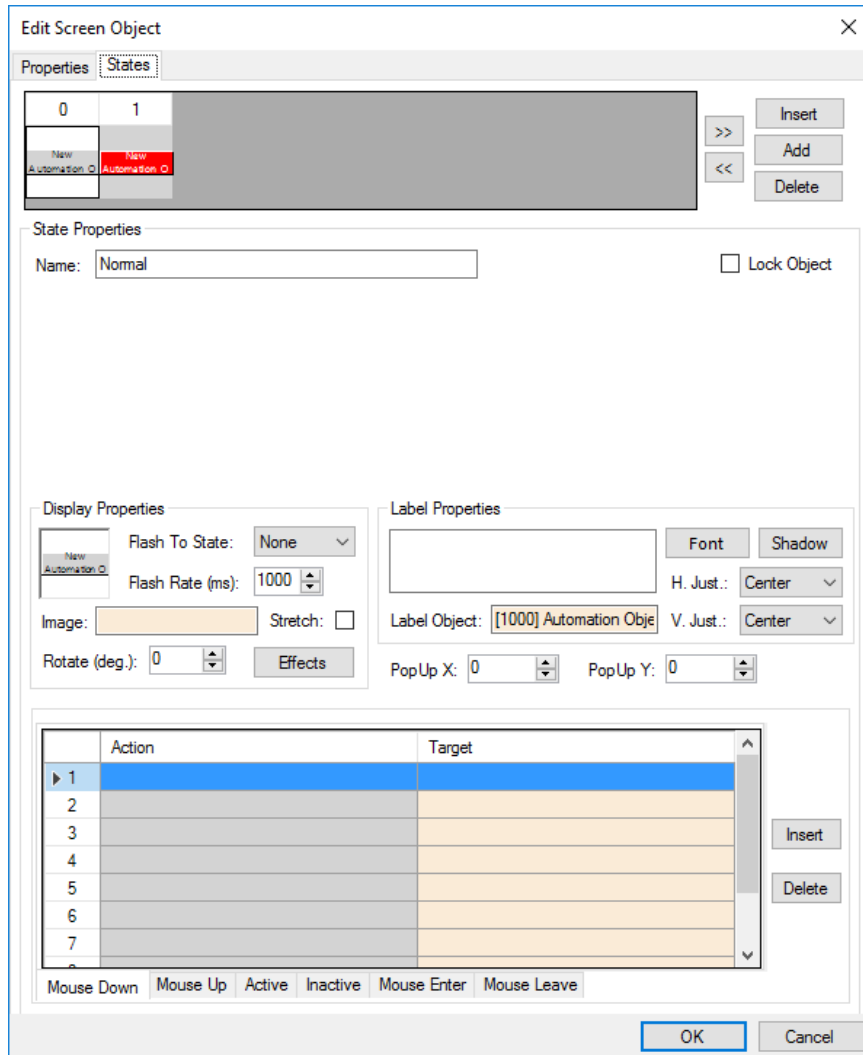 Edit Screen Object
Properties States
0 1
New
Automation O
New
Automation O
>>
<<
Insert
Add
Delete
State Properties
Name: Normal
Lock Object
Display Properties
New
Automation O
Flash To State: None
Flash Rate (ms): 1000
Image: Stretch:
Rotate (deg.): 0 Effects
Label Properties
Font Shadow
H. Just.: Center
Label Object: [1000] Automation Obje V. Just.: Center
PopUp X: 0 PopUp Y: 0
Action Target
1
2
3
4
5
6
7
Insert
Delete
Mouse Down Mouse Up Active Inactive Mouse Enter Mouse Leave
OK Cancel